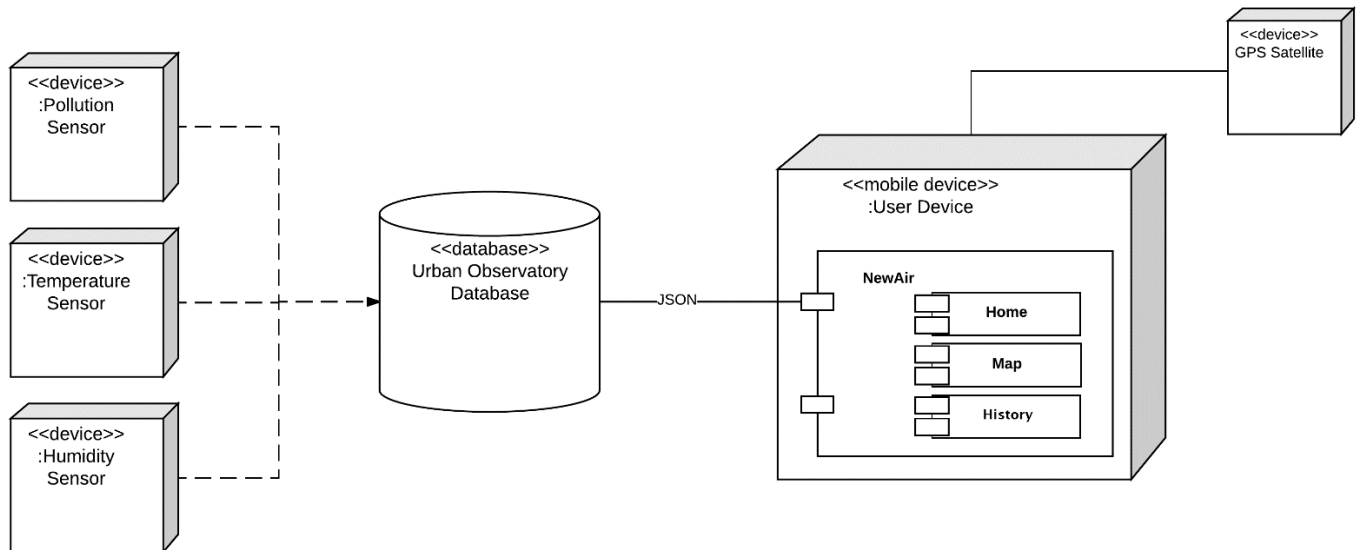 <<device>>
:Pollution
Sensor
<<device>>
:Temperature
Sensor
<<device>>
:Humidity
Sensor
<<database>>
Urban Observatory
Database
JSON
<<mobile device>>
:User Device
NewAir
Home
Map
History
<<device>>
GPS Satellite